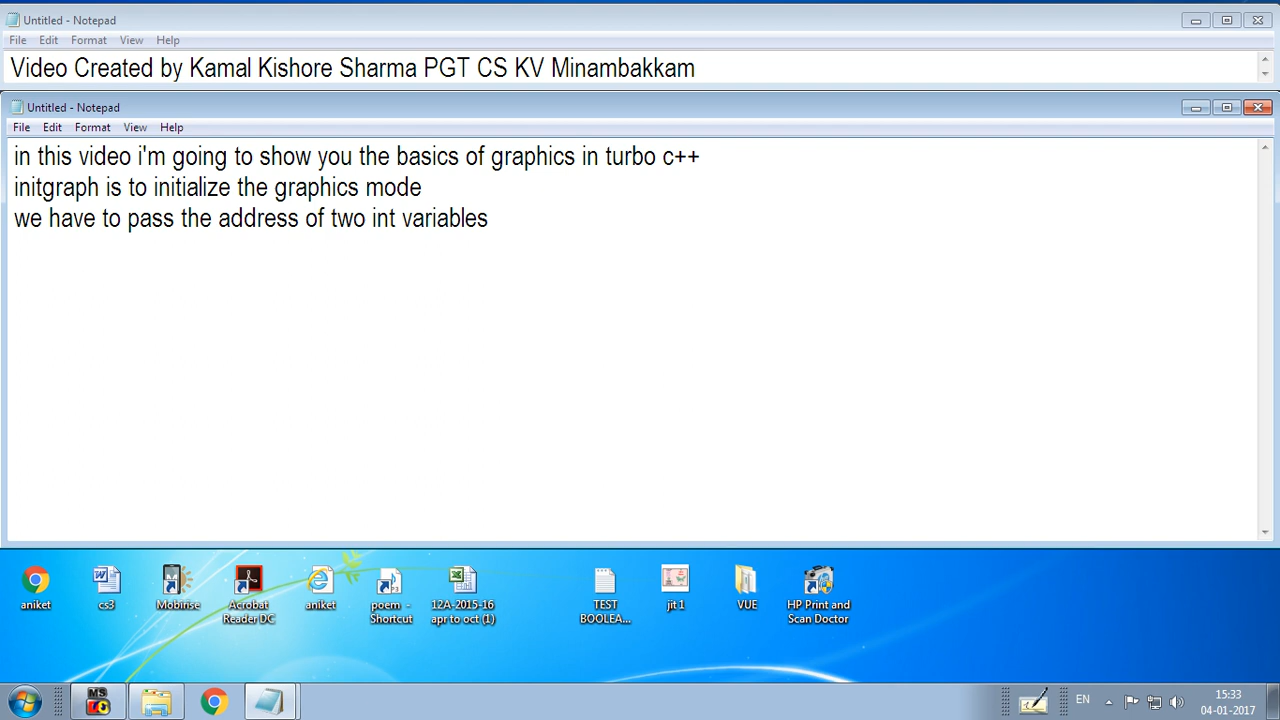 Untitled - Notepad
File Edit Format View Help
Video Created by Kamal Kishore Sharma PGT CS KV Minambakkam
Untitled - Notepad
File Edit Format View Help
in this video i'm going to show you the basics of graphics in turbo c++
initgraph is to initialize the graphics mode
we have to pass the address of two int variables
aniket
cs3
Mobirise
Acrobat
Reader DC
aniket
poem -
Shortcut
12A-2015-16
apr to oct (1)
TEST
BOOLEA...
jit 1
VUE
HP Print and
Scan Doctor
MS
EN
15:33
04-01-2017